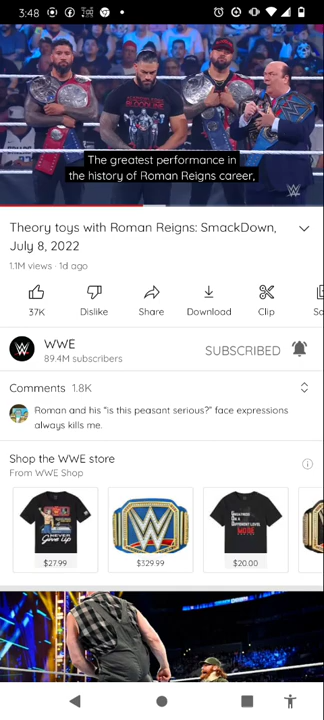 3:48
The greatest performance in
the history of Roman Reigns career,
Theory toys with Roman Reigns: SmackDown,
July 8, 2022
1.1M views · 1d ago
37K
Dislike
Share
Download
Clip
WWE
SUBSCRIBED
89.4M subscribers
Comments 1.8K
Roman and his "is this peasant serious?" face expressions
always kills me.
Shop the WWE store
From WWE Shop
$27.99
$329.99
$20.00